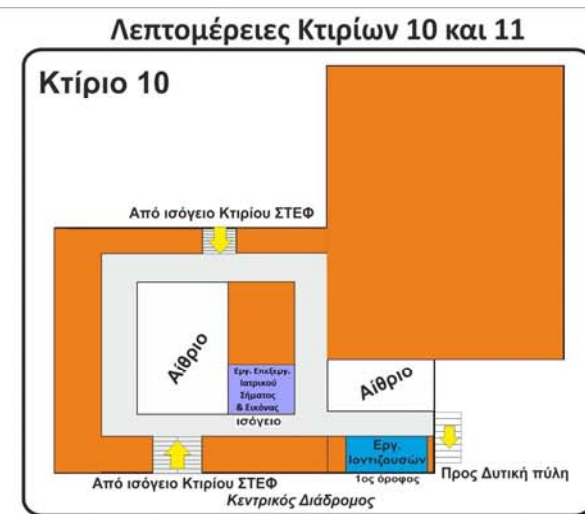 Λεπτομέρειες Κτιρίων 10 και 11
Κτίριο 10
Από ισόγειο Κτιρίου ΣΤΕΦ
Αίθριο
Εργ. Επεξεργ.
Ιατρικού
Σήματος
& Εικόνας
ισόγειο
Αίθριο
Εργ.
Ιοντιζουσών
1ος όροφος
Προς Δυτική πύλη
Από ισόγειο Κτιρίου ΣΤΕΦ
Κεντρικός Διάδρομος